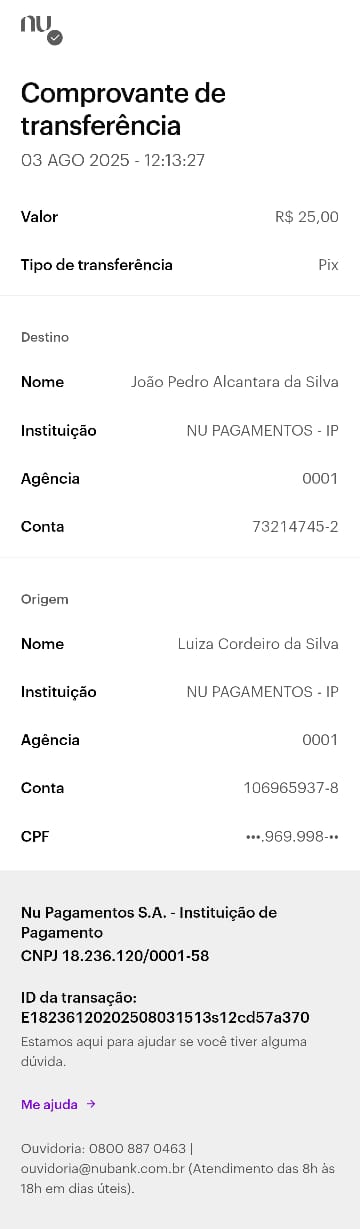 nu
Comprovante de
transferência
03 AGO 2025 - 12:13:27
Valor R$ 25,00
Tipo de transferência Pix
Destino
Nome João Pedro Alcantara da Silva
Instituição NU PAGAMENTOS - IP
Agência 0001
Conta 73214745-2
Origem
Nome Luiza Cordeiro da Silva
Instituição NU PAGAMENTOS - IP
Agência 0001
Conta 106965937-8
CPF •••.969.998-••
Nu Pagamentos S.A. - Instituição de
Pagamento
CNPJ 18.236.120/0001-58
ID da transação:
E18236120202508031513s12cd57a370
Estamos aqui para ajudar se você tiver alguma
dúvida.
Me ajuda →
Ouvidoria: 0800 887 0463 |
ouvidoria@nubank.com.br (Atendimento das 8h às
18h em dias úteis).